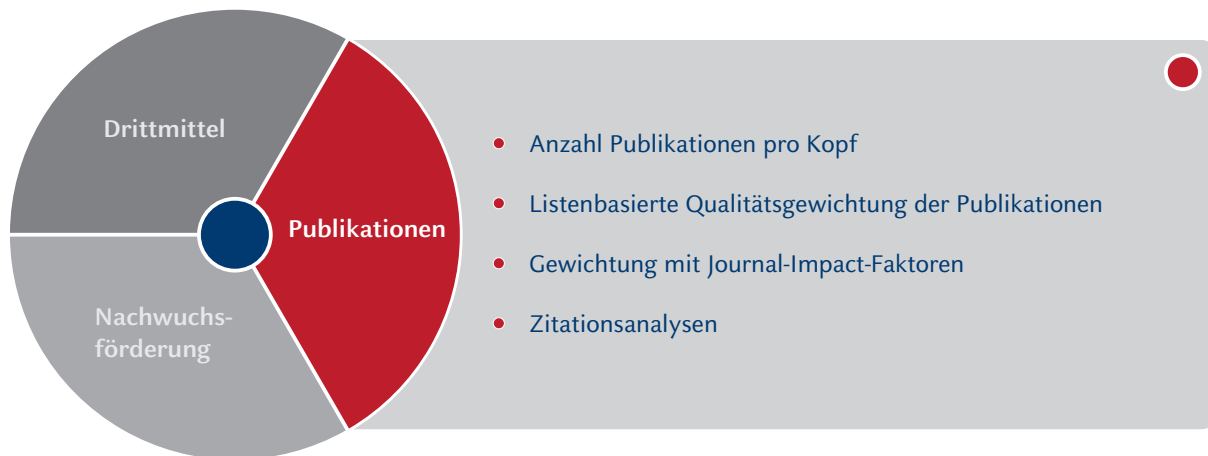 Drittmittel
Publikationen
Nachwuchs-
förderung
Anzahl Publikationen pro Kopf
Listenbasierte Qualitätsgewichtung der Publikationen
Gewichtung mit Journal-Impact-Faktoren
Zitationsanalysen